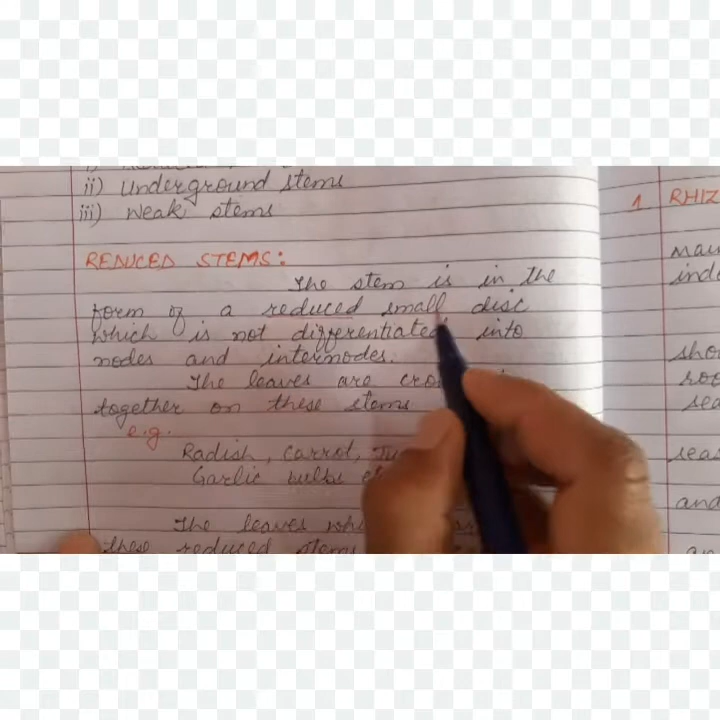 ii) Underground stems
iii) Weak stems
REDUCED STEMS:
The stem is in the
form of a reduced small disc
which is not differentiated into
nodes and internodes.
The leaves are
together on these stems
e.g.
Radish, carrot,
Garlic bulbs
The leaves
these reduced stems
1 RHIZ
and